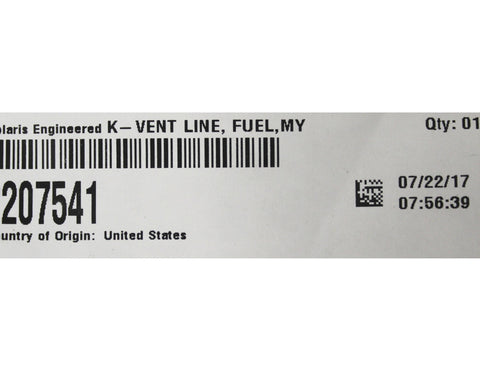 olaris Engineered K-VENT LINE, FUEL,MY Qty: 01
207541
07/22/17
07:56:39
untry of Origin: United States